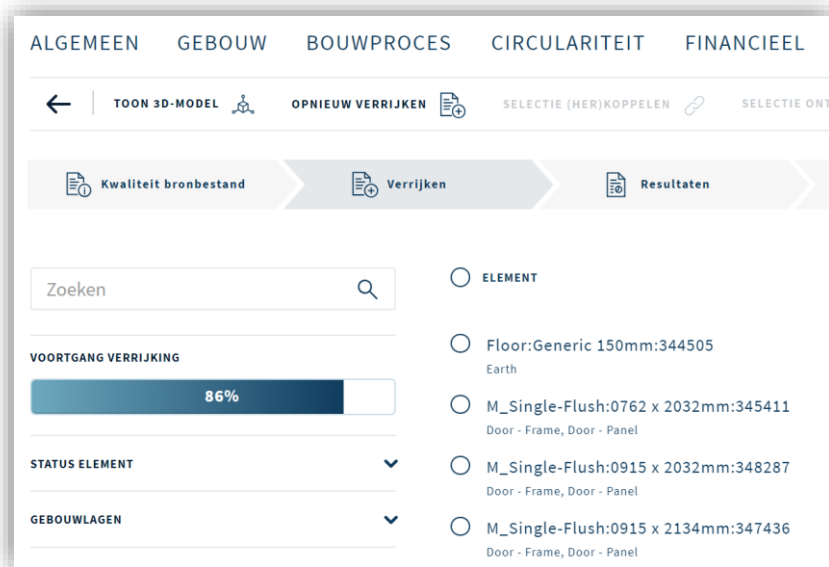 ALGEMEEN GEBOUW BOUWPROCES CIRCULARITEIT FINANCIEEL
TOON 3D-MODEL OPNIEUW VERRIJKEN SELECTIE (HER)KOPPELEN SELECTIE ONT
Kwaliteit bronbestand Verrijken Resultaten
Zoeken
ELEMENT
VOORTGANG VERRIJKING
86%
STATUS ELEMENT
GEBOUWLAGEN
Floor:Generic 150mm:344505
Earth
M_Single-Flush:0762 x 2032mm:345411
Door - Frame, Door - Panel
M_Single-Flush:0915 x 2032mm:348287
Door - Frame, Door - Panel
M_Single-Flush:0915 x 2134mm:347436
Door - Frame, Door - Panel